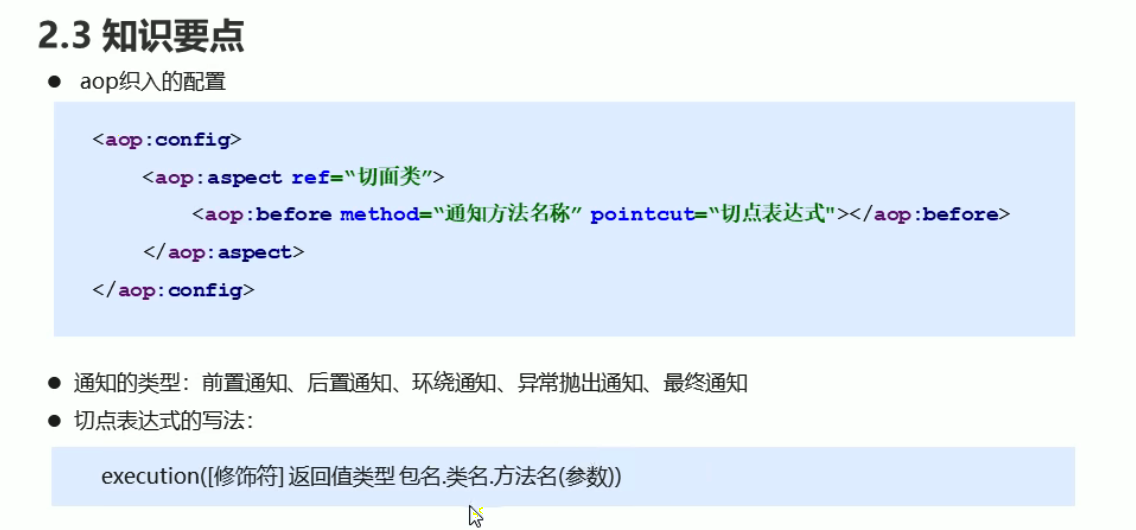 2.3 知识要点
● aop织入的配置
<aop:config>
<aop:aspect ref=“切面类”>
<aop:before method=“通知方法名称” pointcut=“切点表达式"></aop:before>
</aop:aspect>
</aop:config>
● 通知的类型：前置通知、后置通知、环绕通知、异常抛出通知、最终通知
● 切点表达式的写法：
execution([修饰符] 返回值类型 包名.类名.方法名(参数))